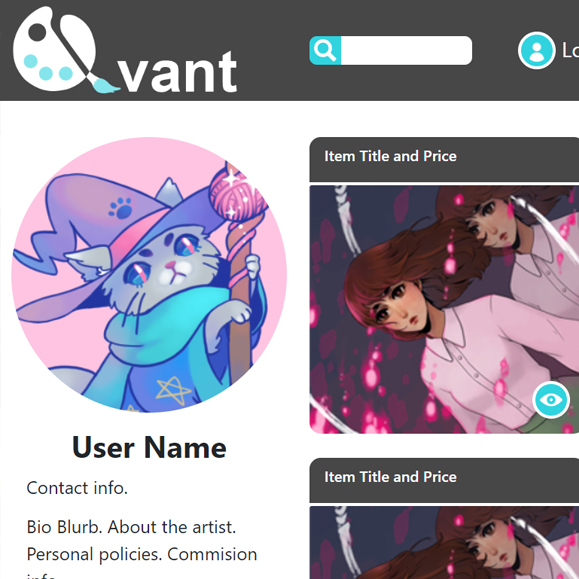 vant
Lo
Item Title and Price
User Name
Contact info.
Bio Blurb. About the artist.
Personal policies. Commision
info
Item Title and Price